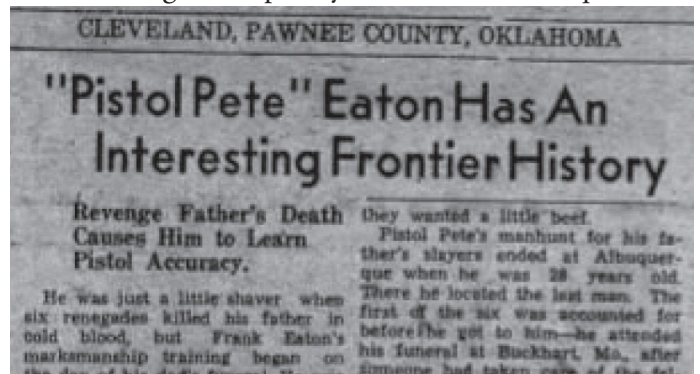 CLEVELAND, PAWNEE COUNTY, OKLAHOMA
"Pistol Pete" Eaton Has An
Interesting Frontier History
Revenge Father's Death
Causes Him to Learn
Pistol Accuracy.
He was just a little shaver when
six renegades killed his father in
cold blood, but Frank Eaton's
marksmanship training began on
they wanted a little beef.
Pistol Pete's manhunt for his fa-
ther's slayers ended at Albuquer-
que when he was 28 years old.
There he located the last man. The
first of the six was accounted for
before he got to him—he attended
his funeral at Buckhart, Mo., after